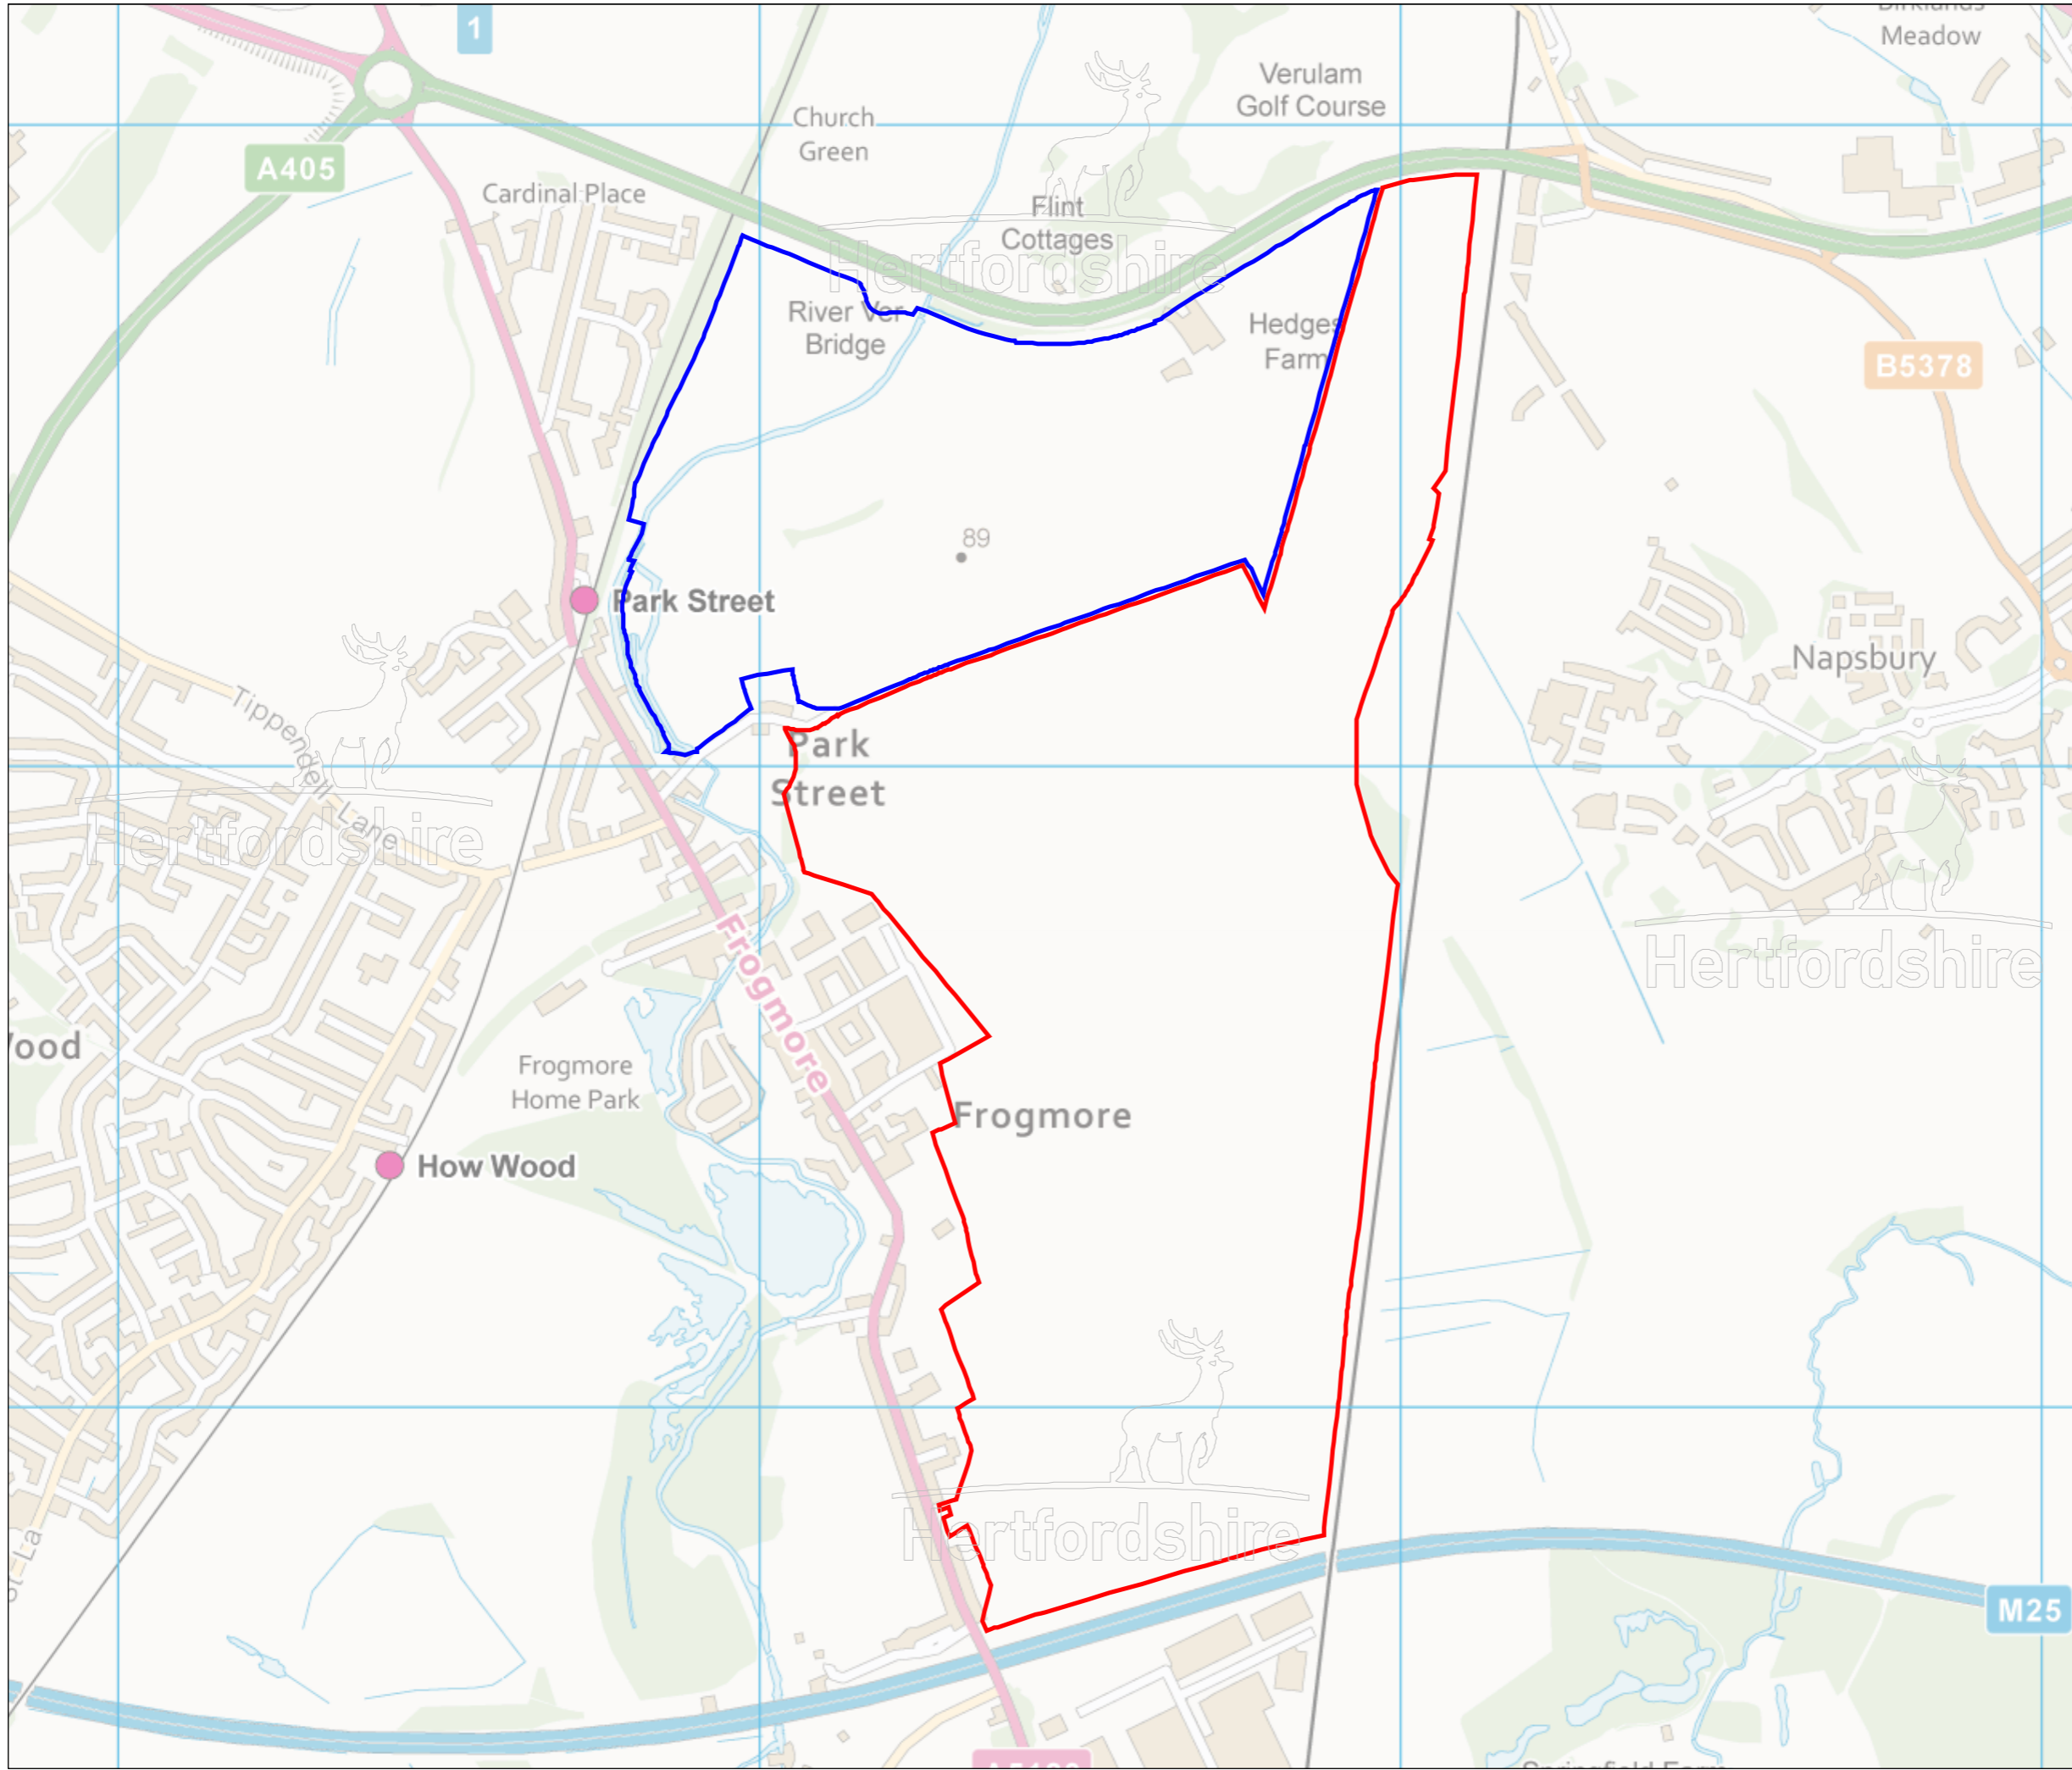 1
Meadow
Verulam
Golf Course
Church
Green
A405
Cardinal Place
Flint
Cottages
Hertfordshire
River Ver
Bridge
Hedges
Farm
B5378
89
Park Street
Napsbury
Tippendell Lane
Park
Street
Hertfordshire
Frogmore
Hertfordshire
ood
Frogmore
Home Park
Frogmore
How Wood
Hertfordshire
M25